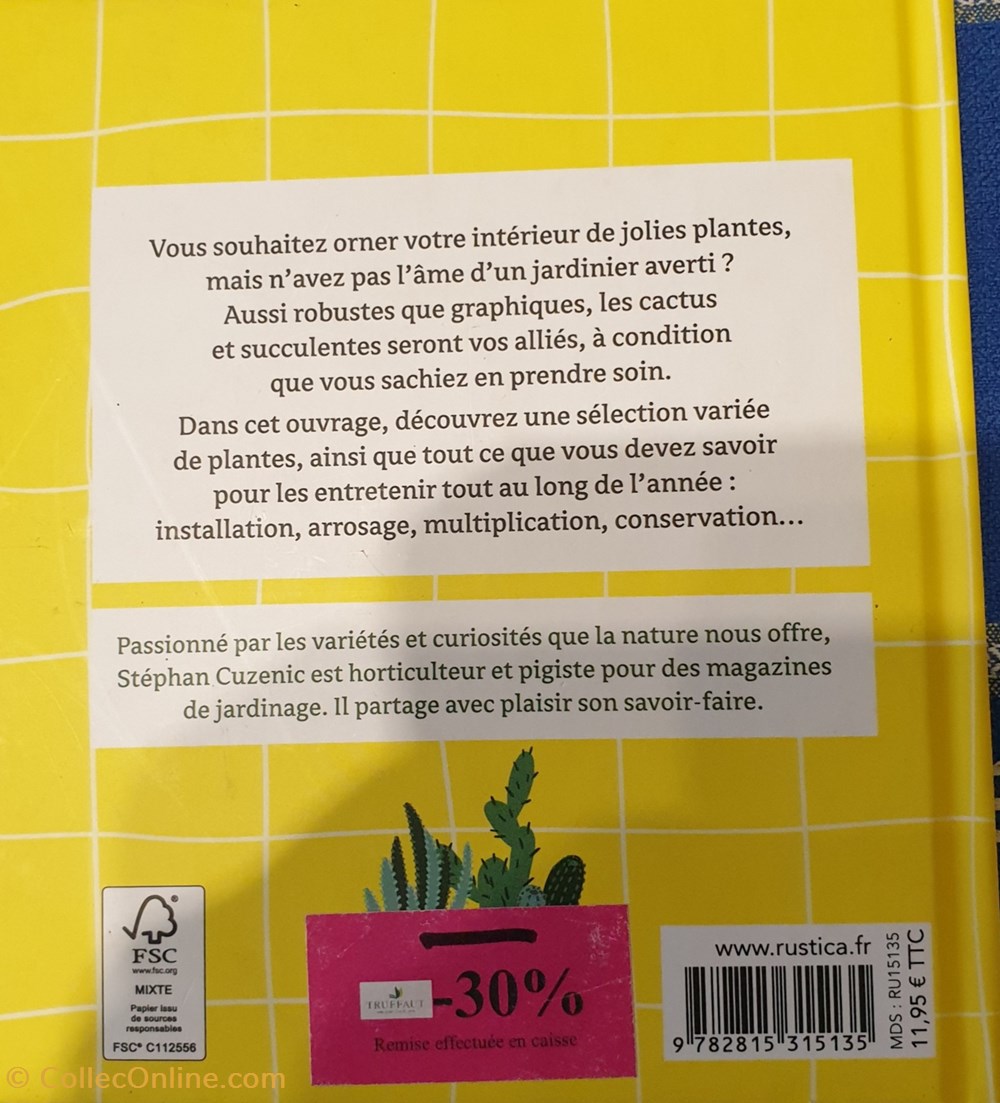 Vous souhaitez orner votre intérieur de jolies plantes,
mais n'avez pas l'âme d'un jardinier averti ?
Aussi robustes que graphiques, les cactus
et succulentes seront vos alliés, à condition
que vous sachiez en prendre soin.
Dans cet ouvrage, découvrez une sélection variée
de plantes, ainsi que tout ce que vous devez savoir
pour les entretenir tout au long de l'année :
installation, arrosage, multiplication, conservation...
Passionné par les variétés et curiosités que la nature nous offre,
Stéphan Cuzenic est horticulteur et pigiste pour des magazines
de jardinage. Il partage avec plaisir son savoir-faire.
FSC®
www.fsc.org
MIXTE
Papier issu
de sources
responsables
FSC® C112556
TRUFFAUT
-30%
Remise effectuée en caisse
www.rustica.fr
9 782815 315135
MDS : RU15135
11,95 € TTC
© CollecOnline.com